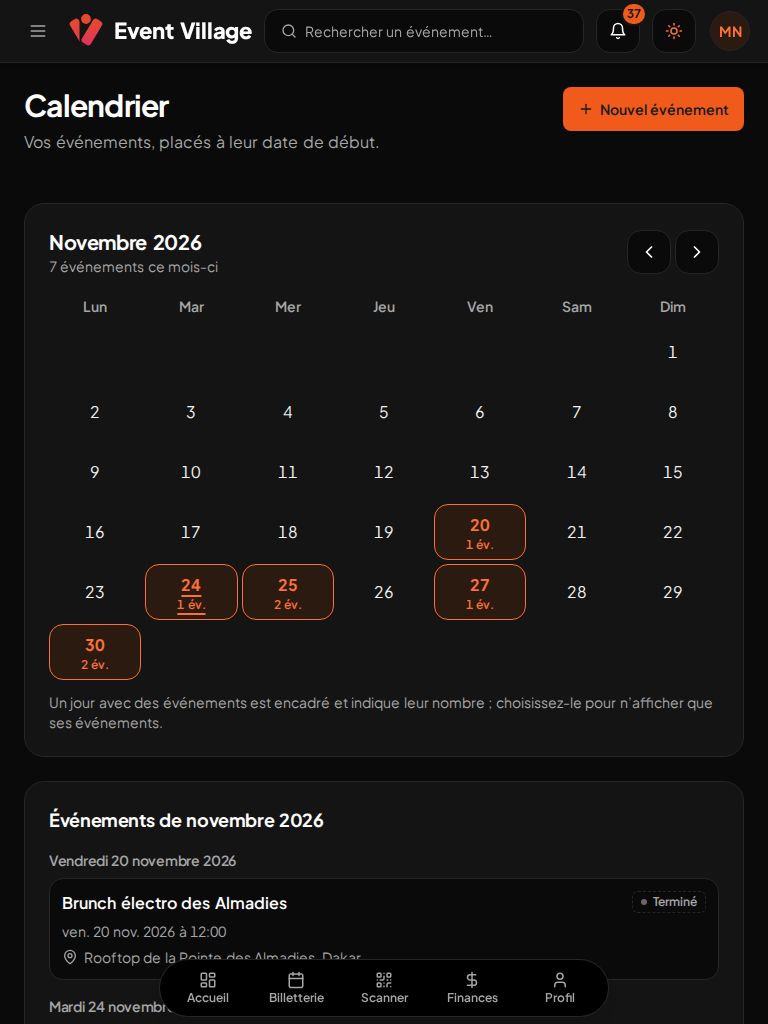 Event Village
Rechercher un événement...
37
MN
Calendrier
Nouvel événement
Vos événements, placés à leur date de début.
Novembre 2026
7 événements ce mois-ci
Lun Mar Mer Jeu Ven Sam Dim
1
2 3 4 5 6 7 8
9 10 11 12 13 14 15
16 17 18 19 20 21 22
1 év.
23 24 25 26 27 28 29
1 év. 2 év. 1 év.
30
2 év.
Un jour avec des événements est encadré et indique leur nombre ; choisissez-le pour n'afficher que
ses événements.
Événements de novembre 2026
Vendredi 20 novembre 2026
Brunch électro des Almadies
Terminé
ven. 20 nov. 2026 à 12:00
Rooftop de la Pointe des Almadies, Dakar
Mardi 24 novembre
Accueil Billetterie Scanner Finances Profil